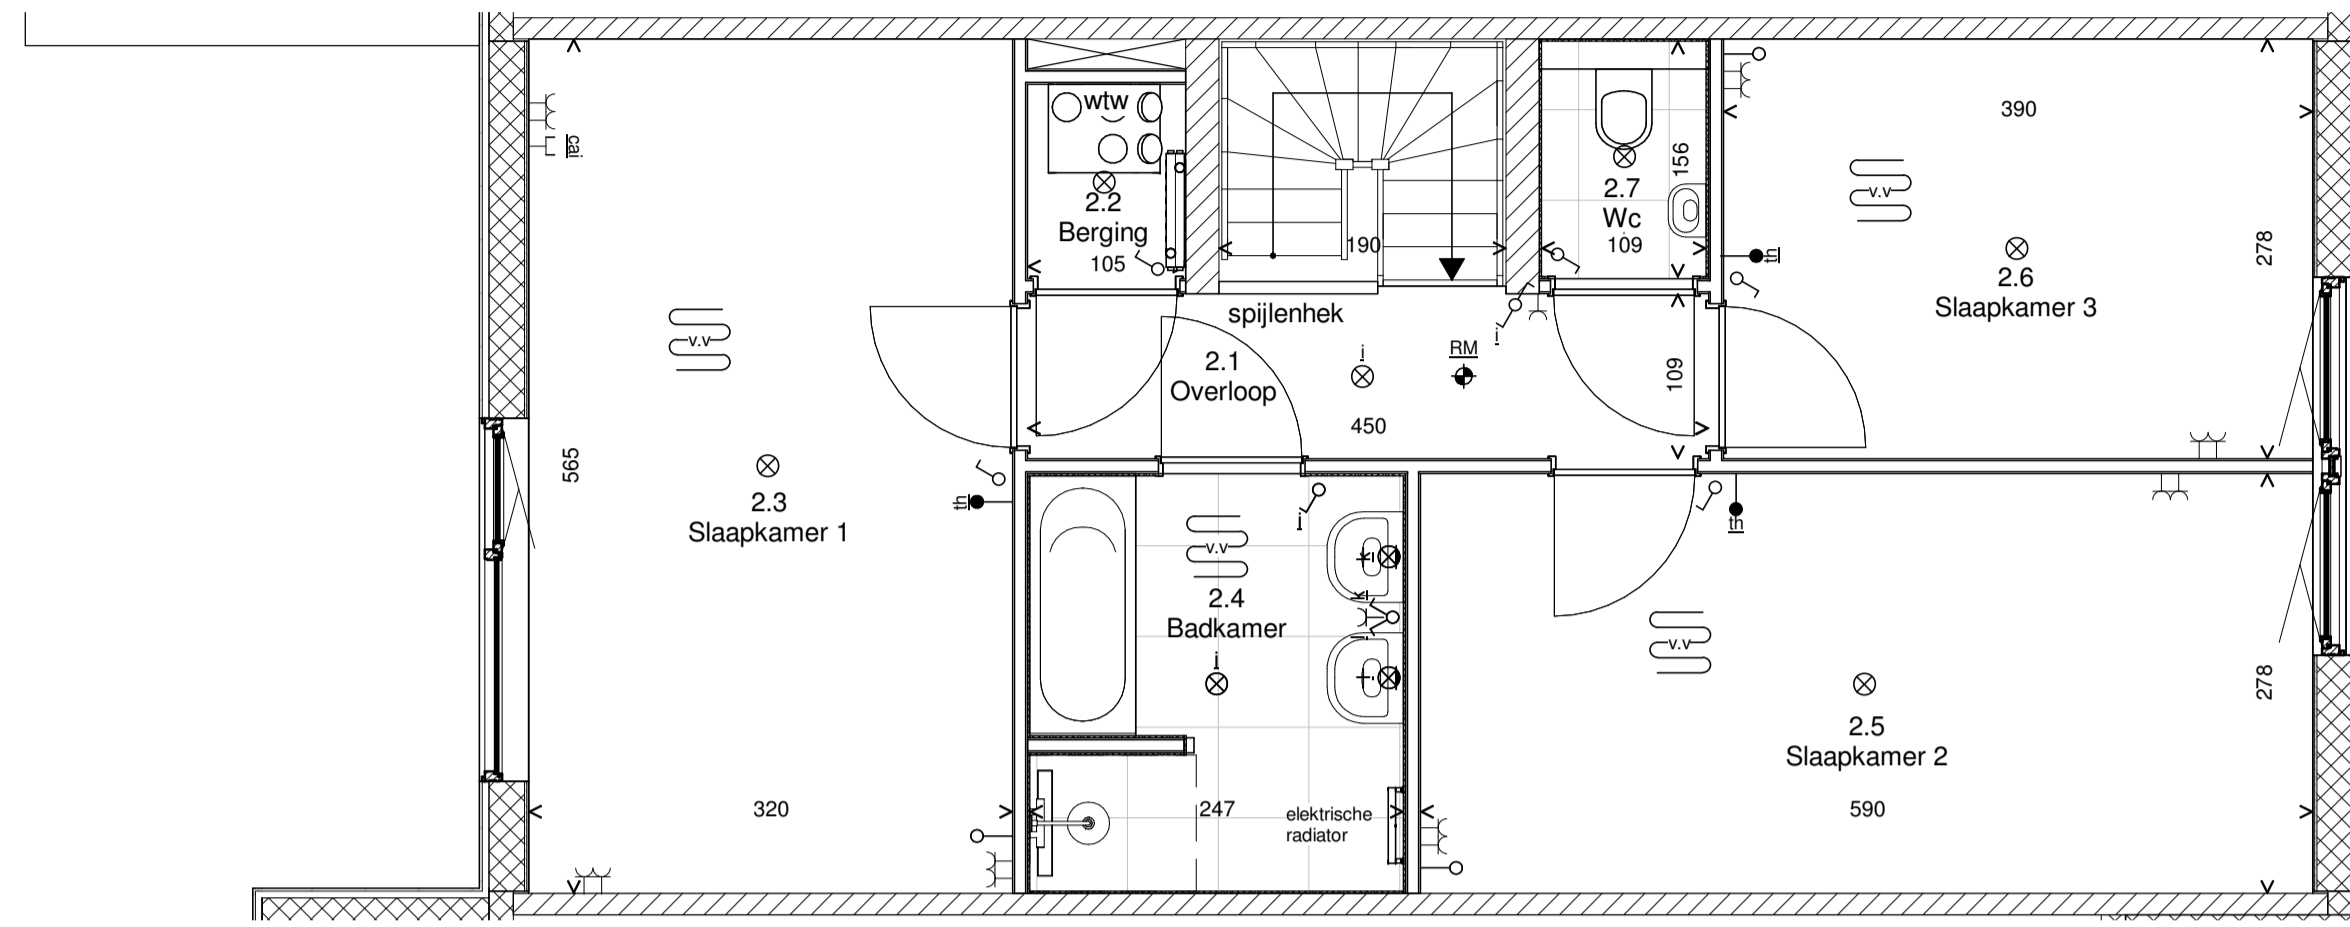 wtw
2.2
Berging
105
cai
v.v
565
2.3
Slaapkamer 1
th
320
190
spijlenhek
2.1
Overloop
i
RM
i
450
109
2.7
Wc
109
156
390
v.v
th
2.6
Slaapkamer 3
278
i
v.v
2.4
Badkamer
i
k
k
247
elektrische
radiator
th
v.v
2.5
Slaapkamer 2
590
278